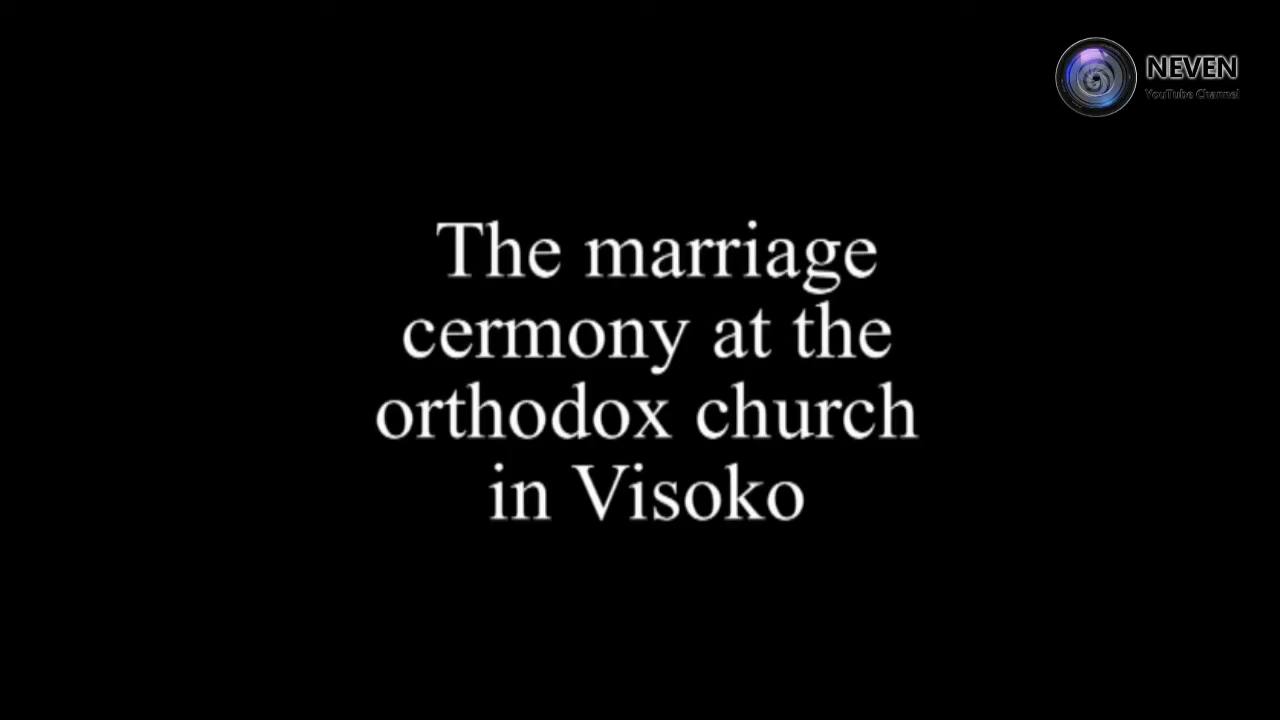 NEVEN
YouTube Channel
The marriage
cermony at the
orthodox church
in Visoko